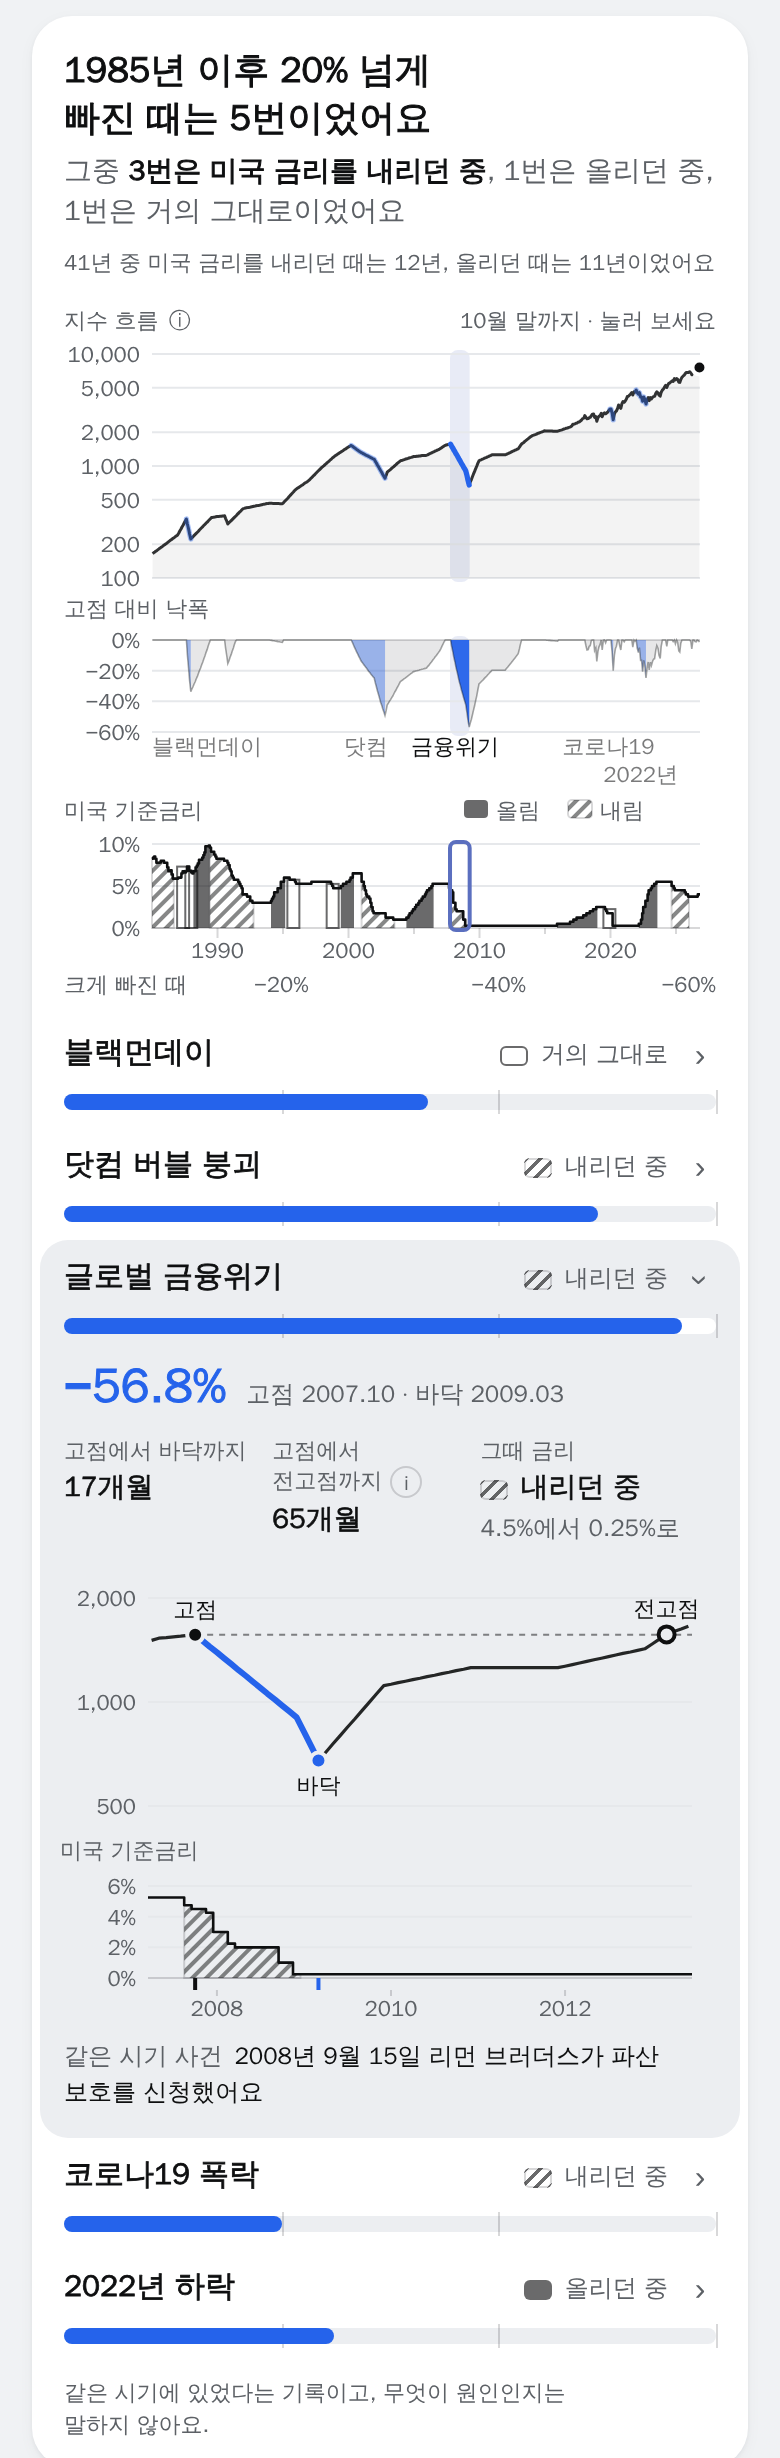 1985년 이후 20% 넘게
빠진 때는 5번이었어요
그중 3번은 미국 금리를 내리던 중, 1번은 올리던 중,
1번은 거의 그대로이었어요
41년 중 미국 금리를 내리던 때는 12년, 올리던 때는 11년이었어요
지수 흐름 ⓘ 10월 말까지 · 눌러 보세요
10,000
5,000
2,000
1,000
500
200
100
고점 대비 낙폭
0%
−20%
−40%
−60%
블랙먼데이 닷컴 금융위기 코로나19
2022년
미국 기준금리 올림 내림
10%
5%
0%
1990 2000 2010 2020
크게 빠진 때 −20% −40% −60%
블랙먼데이 거의 그대로 ›
닷컴 버블 붕괴 내리던 중 ›
글로벌 금융위기 내리던 중
−56.8% 고점 2007.10 · 바닥 2009.03
고점에서 바닥까지
17개월
고점에서
전고점까지 ⓘ
65개월
그때 금리
내리던 중
4.5%에서 0.25%로
2,000
고점 전고점
1,000
바닥
500
미국 기준금리
6%
4%
2%
0%
2008 2010 2012
같은 시기 사건 2008년 9월 15일 리먼 브러더스가 파산
보호를 신청했어요
코로나19 폭락 내리던 중 ›
2022년 하락 올리던 중 ›
같은 시기에 있었다는 기록이고, 무엇이 원인인지는
말하지 않아요.